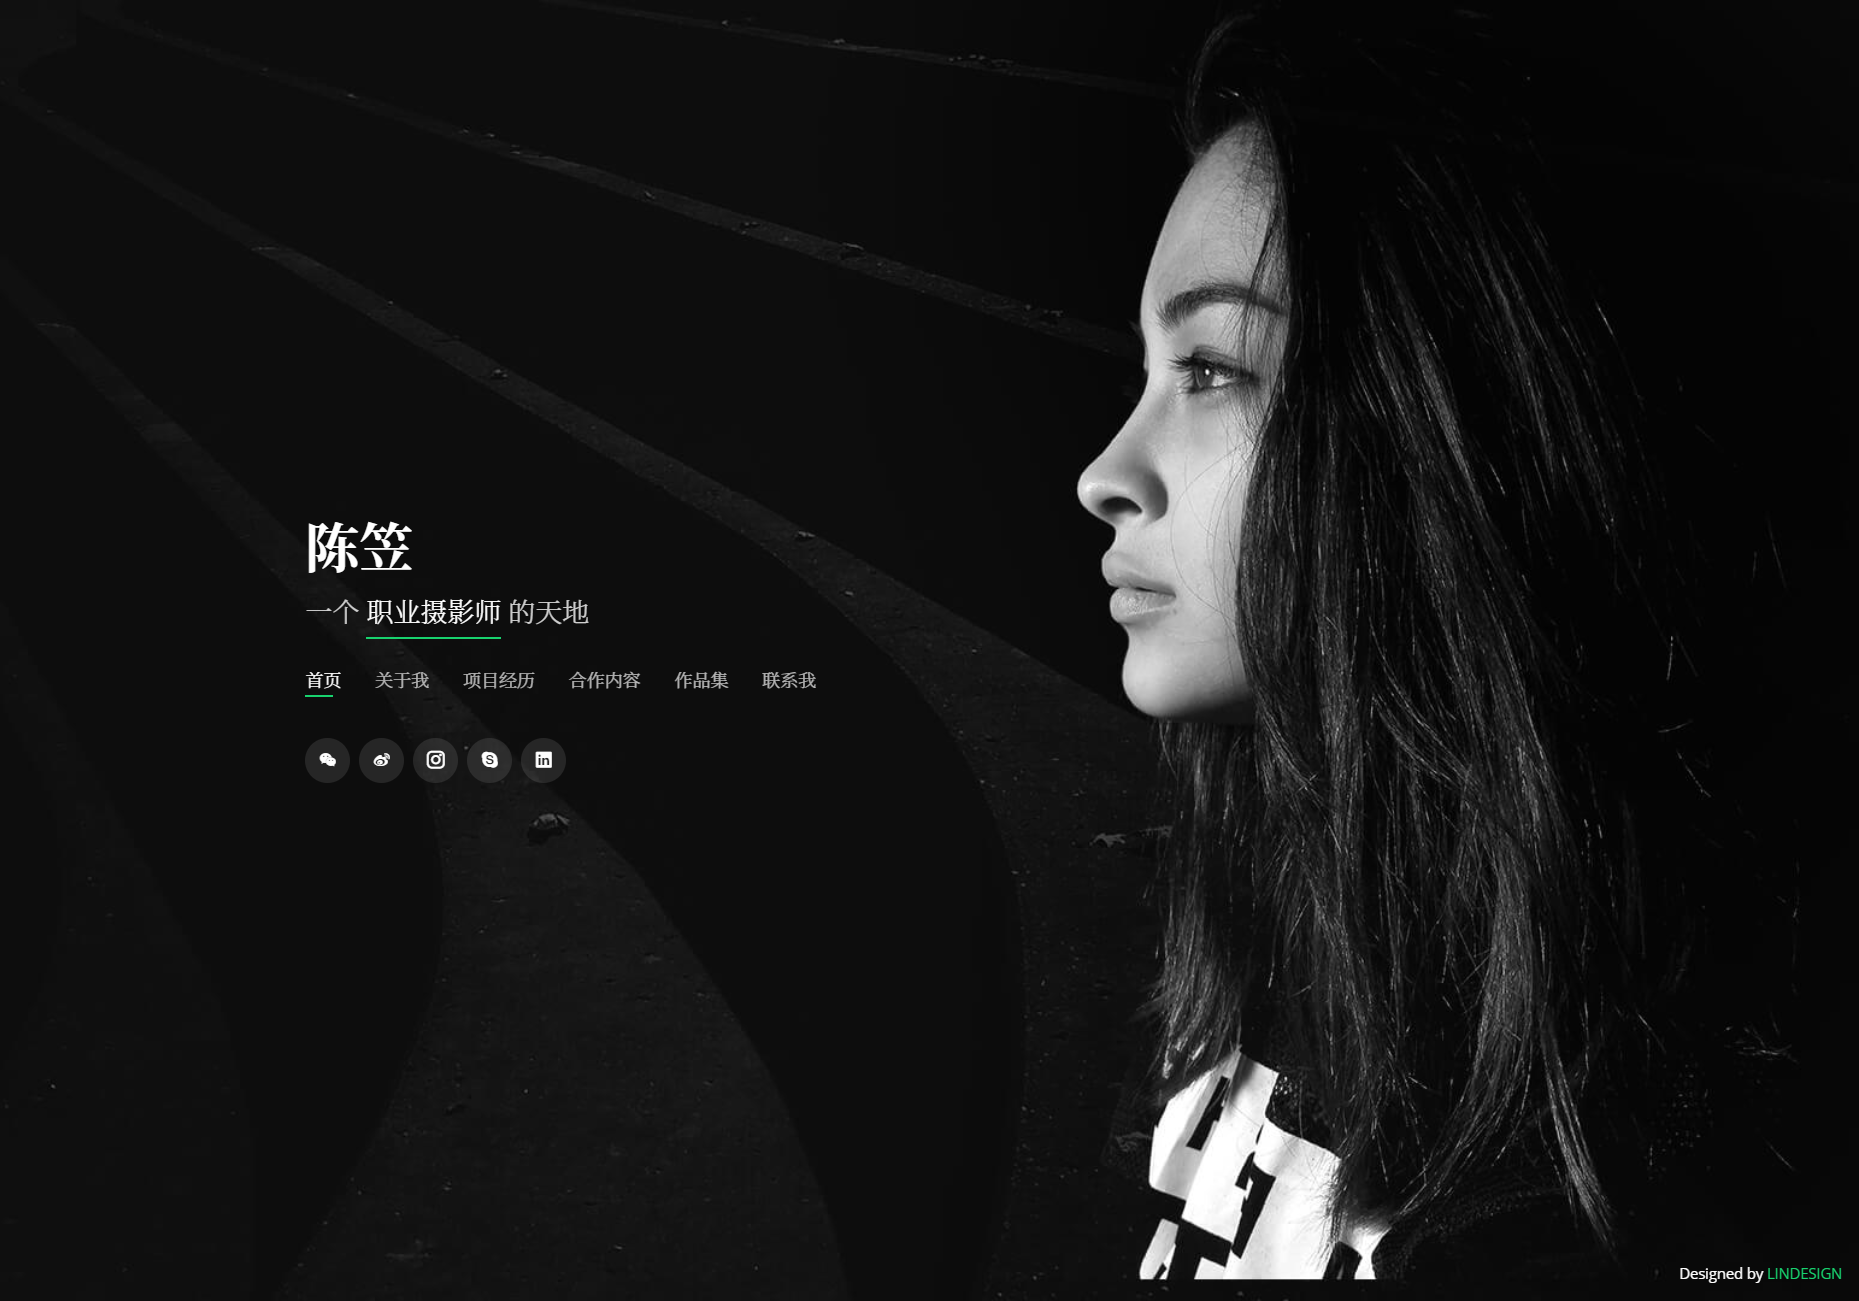 陈笠
一个 职业摄影师 的天地
首页 关于我 项目经历 合作内容 作品集 联系我
Designed by LINDESIGN